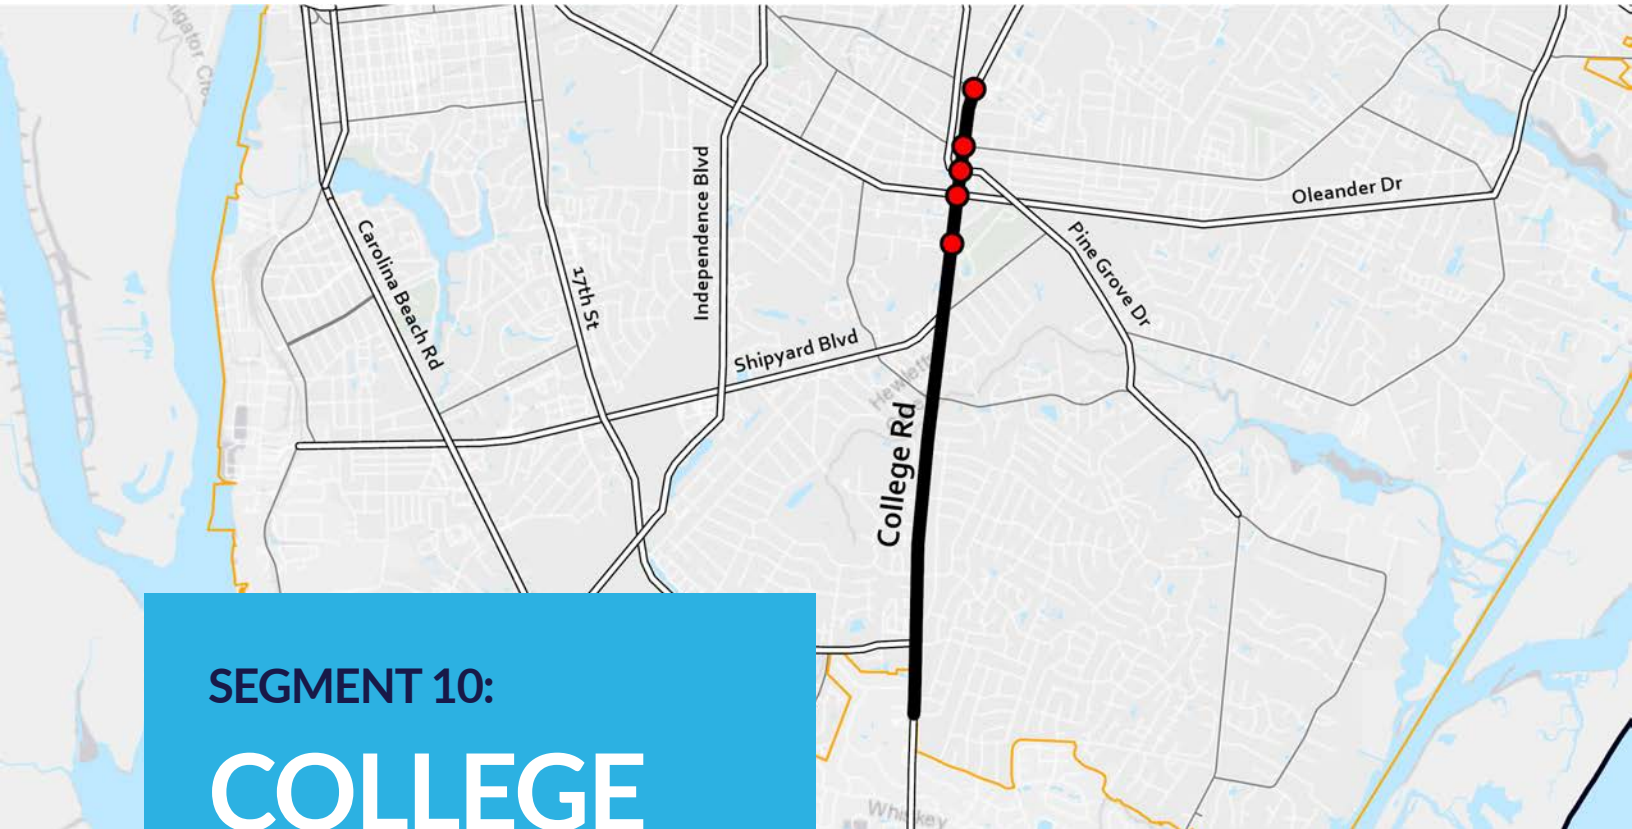 Oleander Dr
Independence Blvd
Carolina Beach Rd
17th St
Pine Grove Dr
Shipyard Blvd
College Rd
SEGMENT 10:
COLLEGE